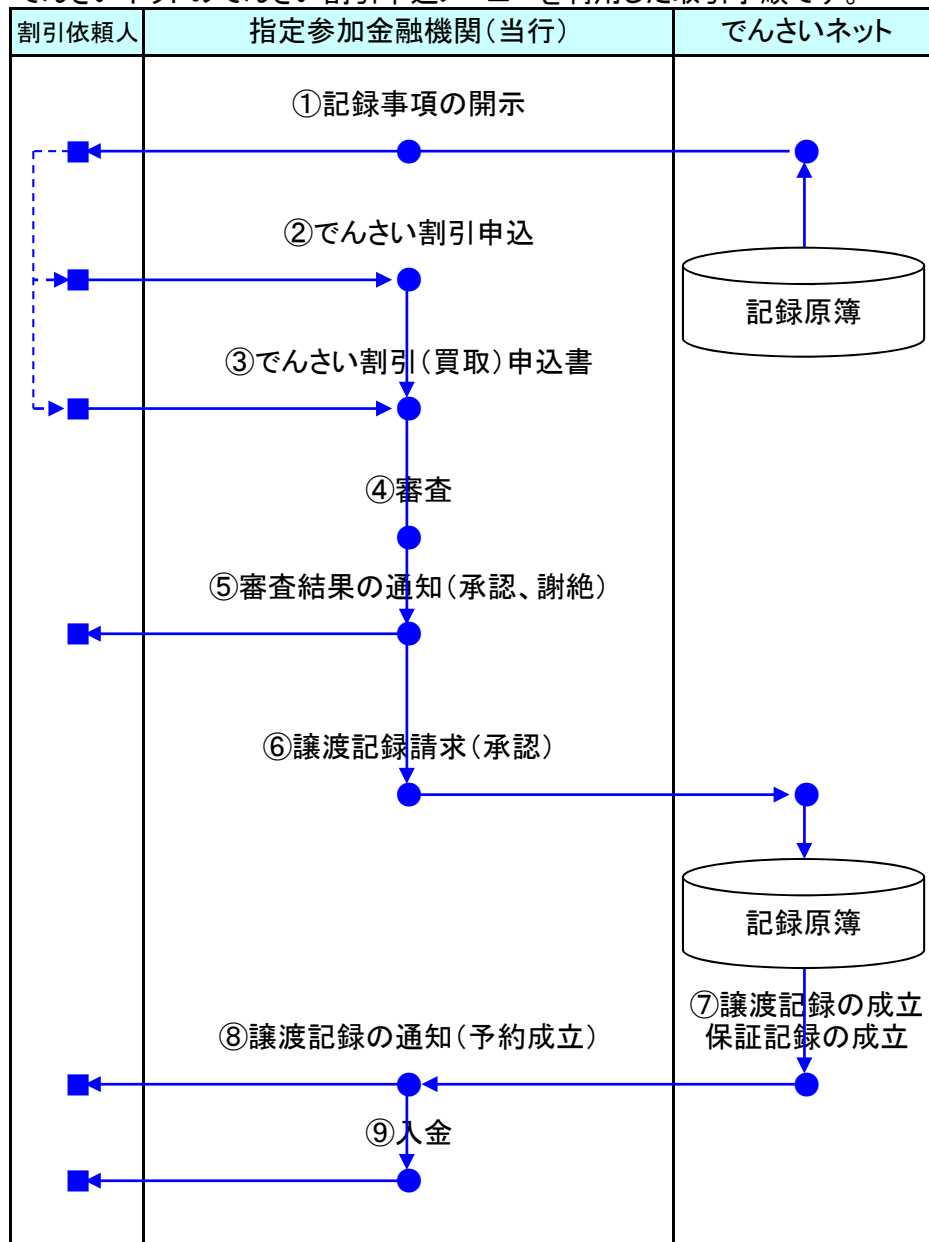 割引依頼人
指定参加金融機関（当行）
でんさいネット
①記録事項の開示
②でんさい割引申込
記録原簿
③でんさい割引（買取）申込書
④審査
⑤審査結果の通知（承認、謝絶）
⑥譲渡記録請求（承認）
記録原簿
⑦譲渡記録の成立
保証記録の成立
⑧譲渡記録の通知（予約成立）
⑨入金